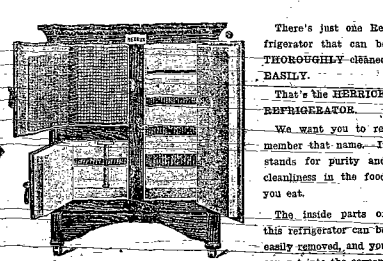 HERRICK
There's just one Re
frigerator that can be
THOROUGHLY cleaned
EASILY.
That's the HERRICK
REFRIGERATOR.
We want you to re
member that name. I
stands for purity and
cleanliness in the food
you eat.
The inside parts o
this refrigerator can be
easily removed, and you